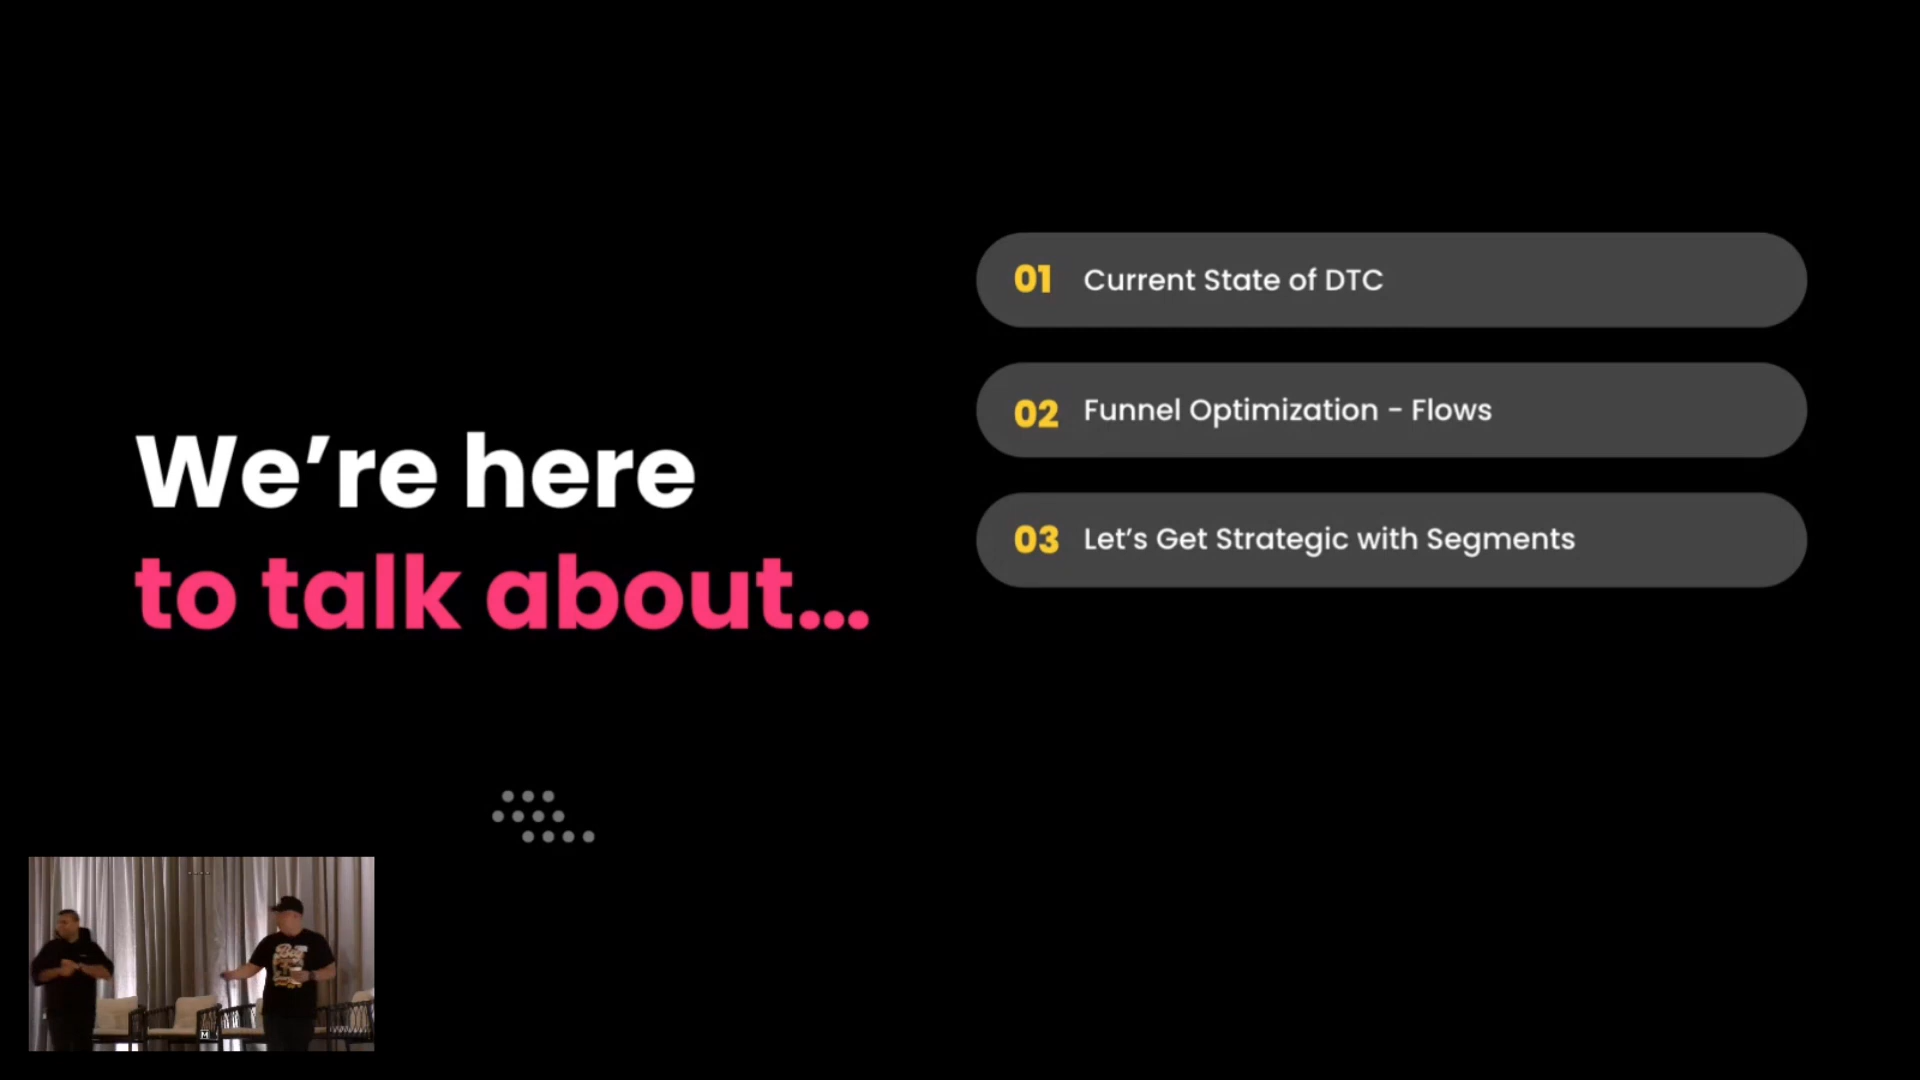 We’re here
to talk about...
01 Current State of DTC
02 Funnel Optimization - Flows
03 Let’s Get Strategic with Segments